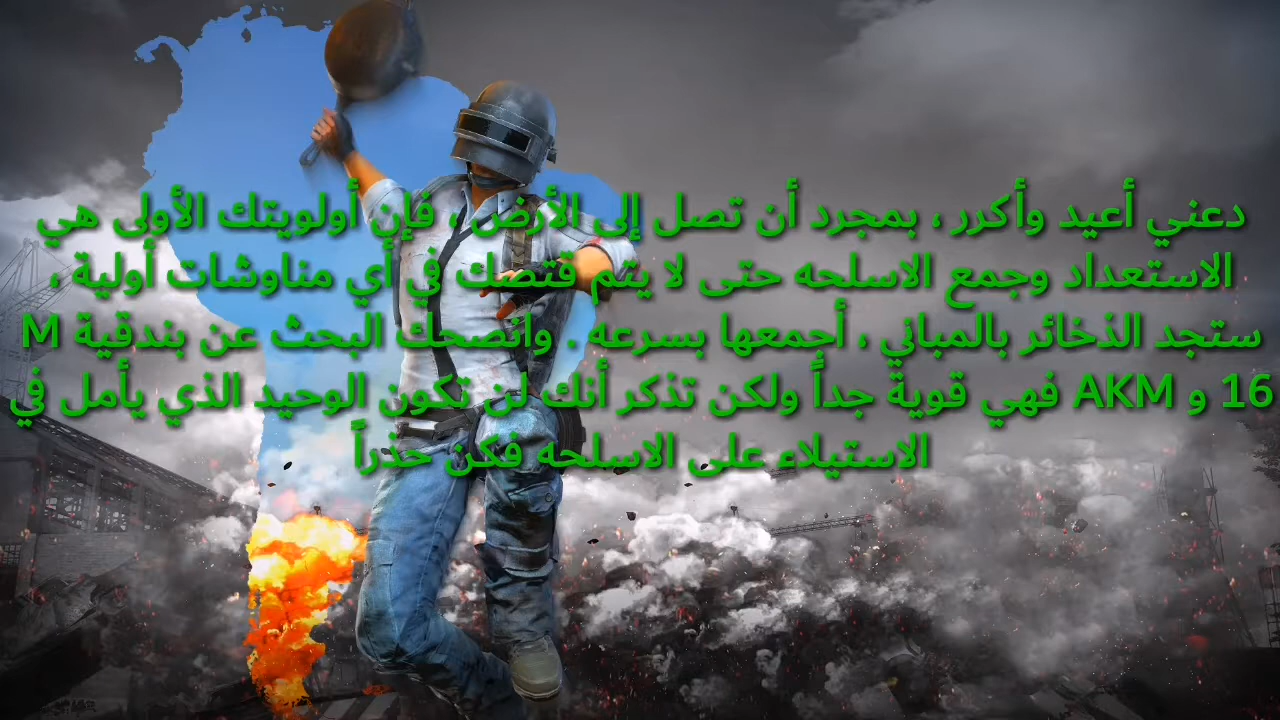 دعني أعيد وأكرر ، بمجرد أن تصل إلى الأرض ، فإن أولويتك الأولى هي
الاستعداد وجمع الاسلحه حتى لا يتم قتصك في أي مناوشات أولية ،
ستجد الذخائر بالمباني ، أجمعها بسرعه . وانصحك البحث عن بندقية M
16 و AKM فهي قوية جداً ولكن تذكر أنك لن تكون الوحيد الذي يأمل في
الاستيلاء على الاسلحه فكن حذراً